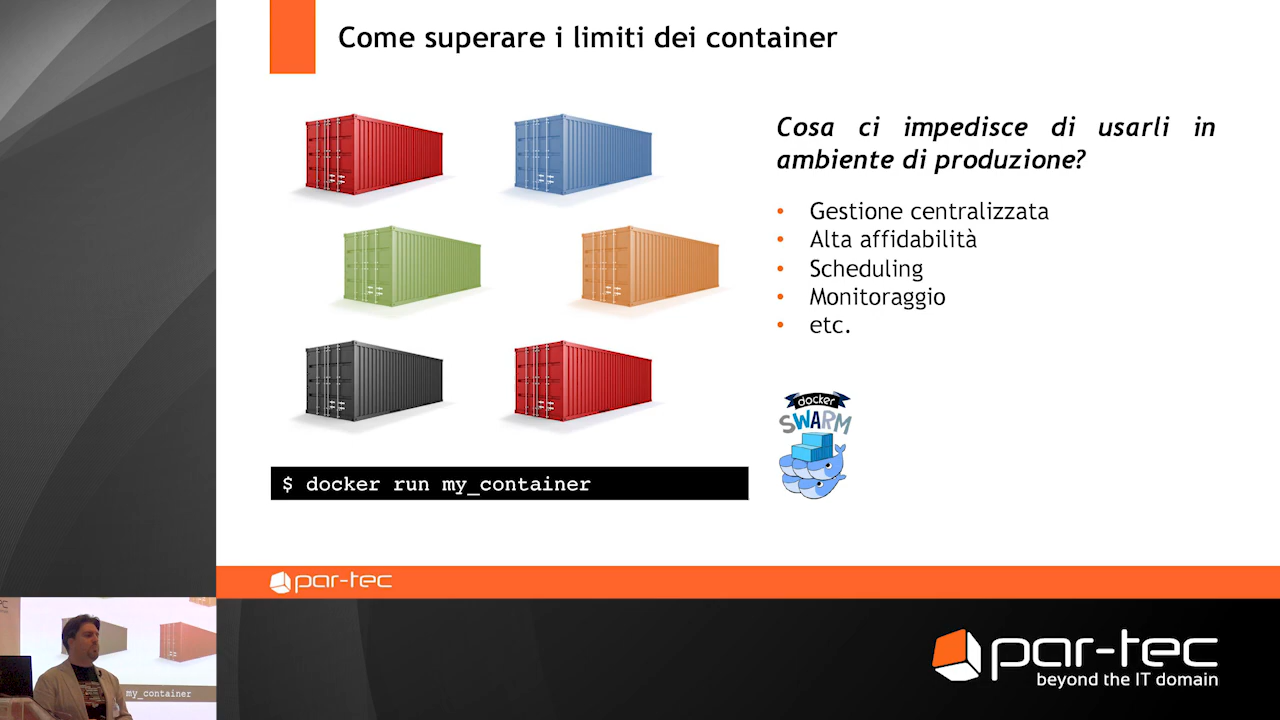 Come superare i limiti dei container
Cosa ci impedisce di usarli in
ambiente di produzione?
• Gestione centralizzata
• Alta affidabilità
• Scheduling
• Monitoraggio
• etc.
docker
SWARM
$ docker run my_container
par-tec
my_container
par-tec
beyond the IT domain